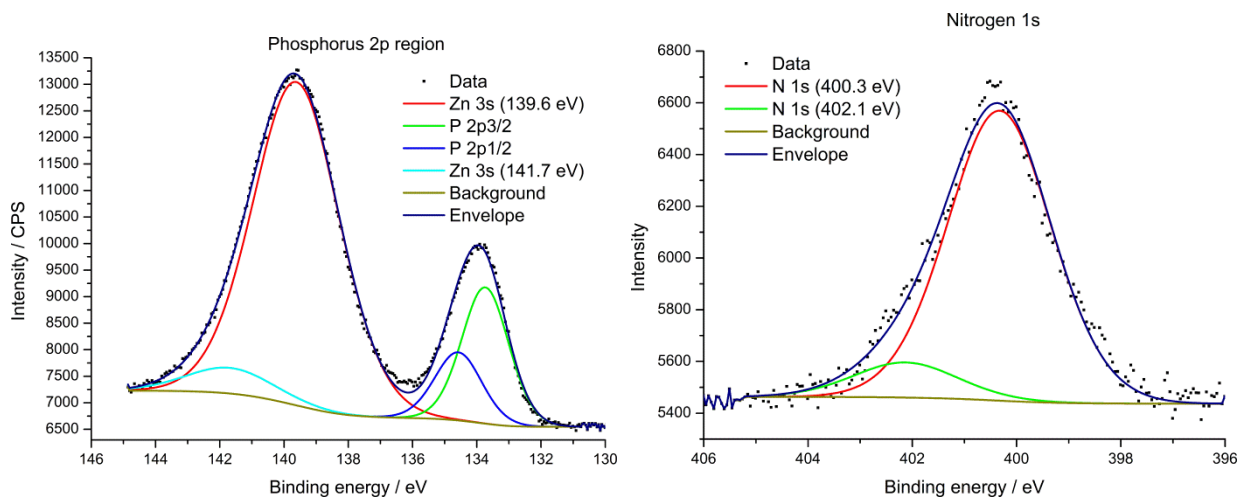 Phosphorus 2p region
Intensity / CPS
13500
13000
12500
12000
11500
11000
10500
10000
9500
9000
8500
8000
7500
7000
6500
Data
Zn 3s (139.6 eV)
P 2p3/2
P 2p1/2
Zn 3s (141.7 eV)
Background
Envelope
146 144 142 140 138 136 134 132 130
Binding energy / eV
Nitrogen 1s
Intensity
6800
6600
6400
6200
6000
5800
5600
5400
Data
N 1s (400.3 eV)
N 1s (402.1 eV)
Background
Envelope
406 404 402 400 398 396
Binding energy / eV